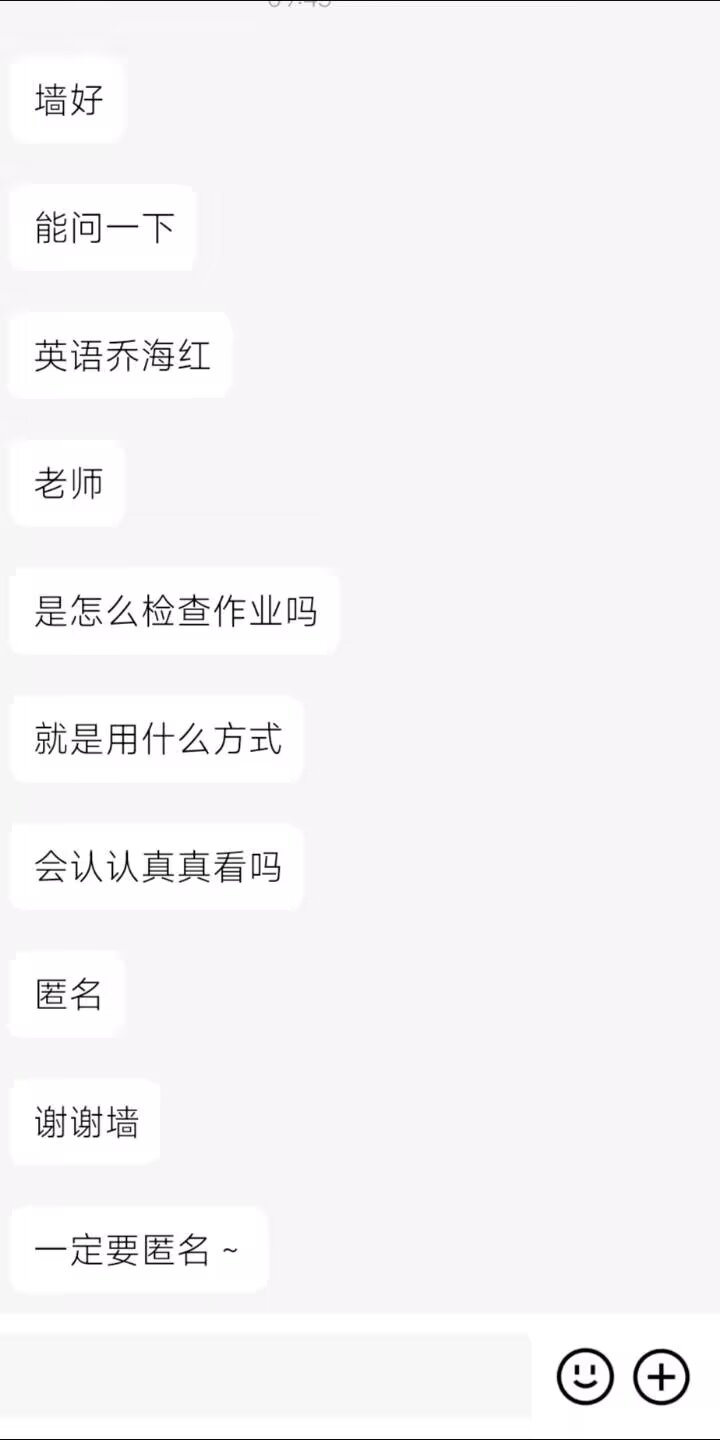 墙好
能问一下
英语乔海红
老师
是怎么检查作业吗
就是用什么方式
会认认真真看吗
匿名
谢谢墙
一定要匿名~